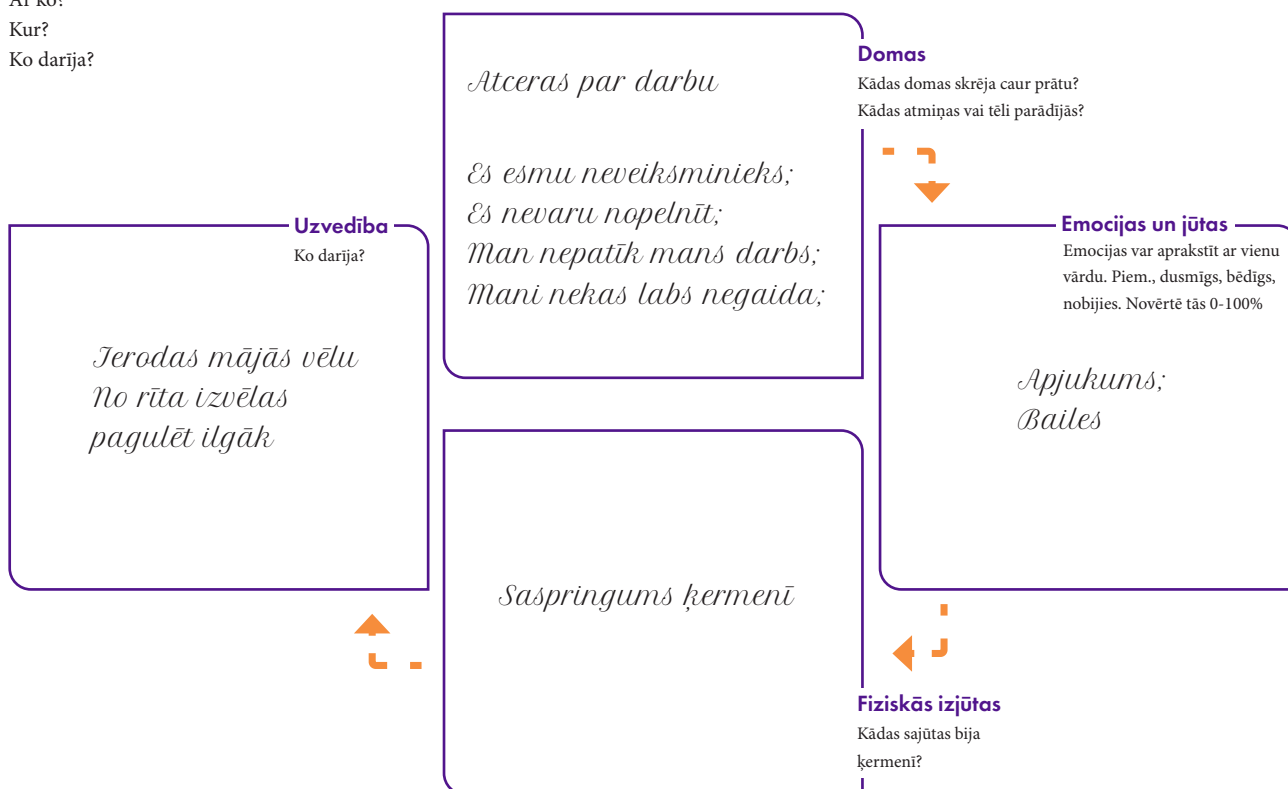 Ar ko?
Kur?
Ko darīja?
Domas
Kādas domas skrēja caur prātu?
Kādas atmiņas vai tēli parādījās?
Atceras par darbu
Es esmu neveiksminieks;
Es nevaru nopelnīt;
Man nepatīk mans darbs;
Mani nekas labs negaida;
Uzvedība
Ko darīja?
Ierodas mājās vēlu
No rīta izvēlas
pagulēt ilgāk
Emocijas un jūtas
Emocijas var aprakstīt ar vienu
vārdu. Piem., dusmīgs, bēdīgs,
nobijies. Novērtē tās 0-100%
Apjukums;
Bailes
Saspringums ķermenī
Fiziskās izjūtas
Kādas sajūtas bija
ķermenī?